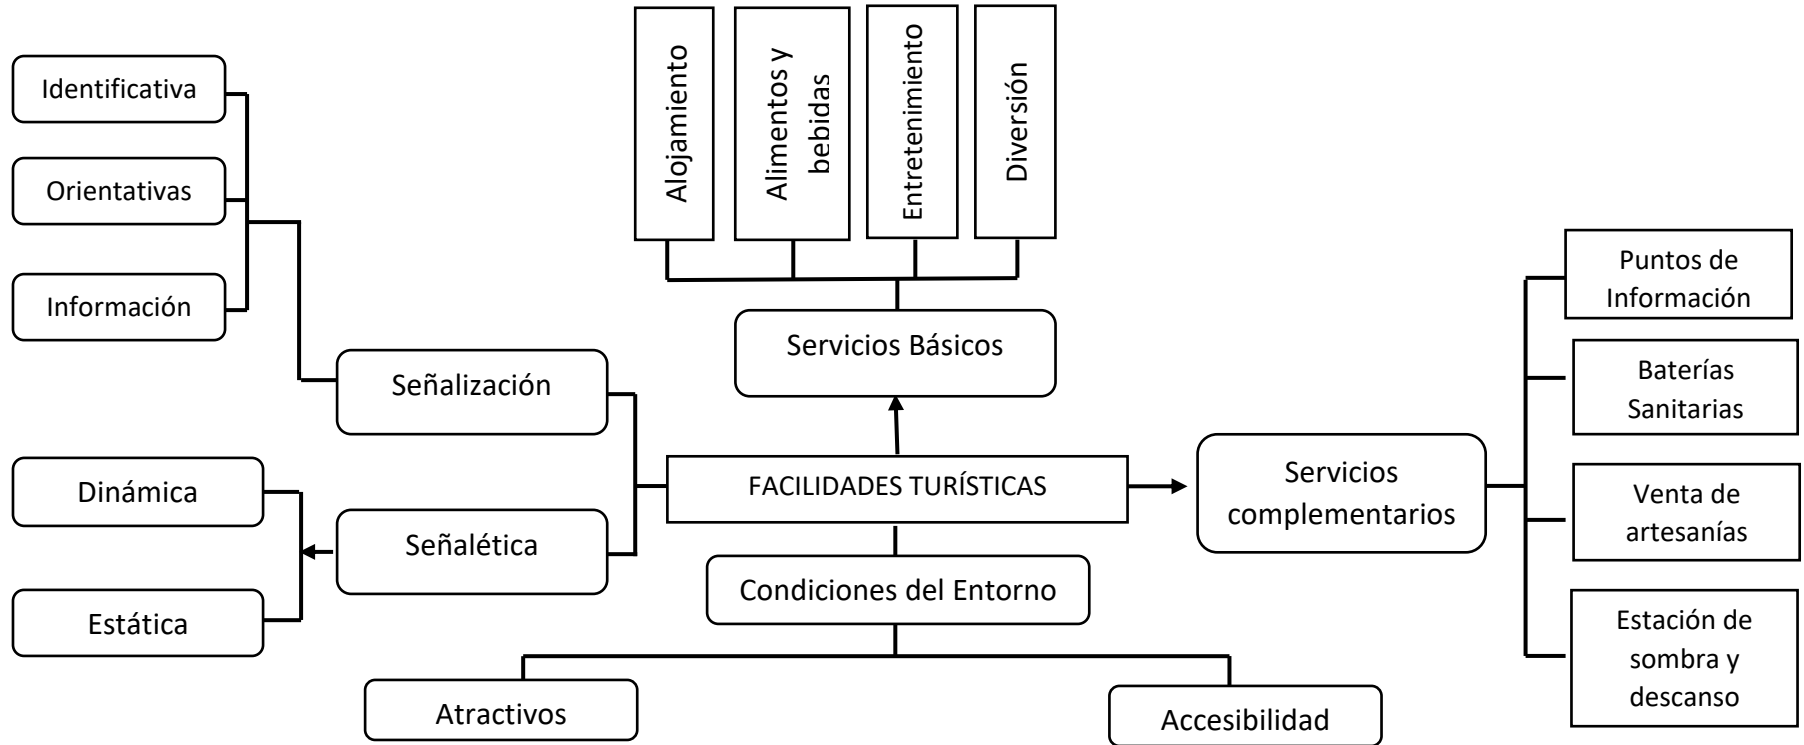 Identificativa
Orientativas
Información
Señalización
Dinámica
Señalética
Estática
Alojamiento
Alimentos y
bebidas
Entretenimiento
Diversión
Servicios Básicos
FACILIDADES TURÍSTICAS
Condiciones del Entorno
Atractivos
Accesibilidad
Servicios
complementarios
Puntos de
Información
Baterías
Sanitarias
Venta de
artesanías
Estación de
sombra y
descanso